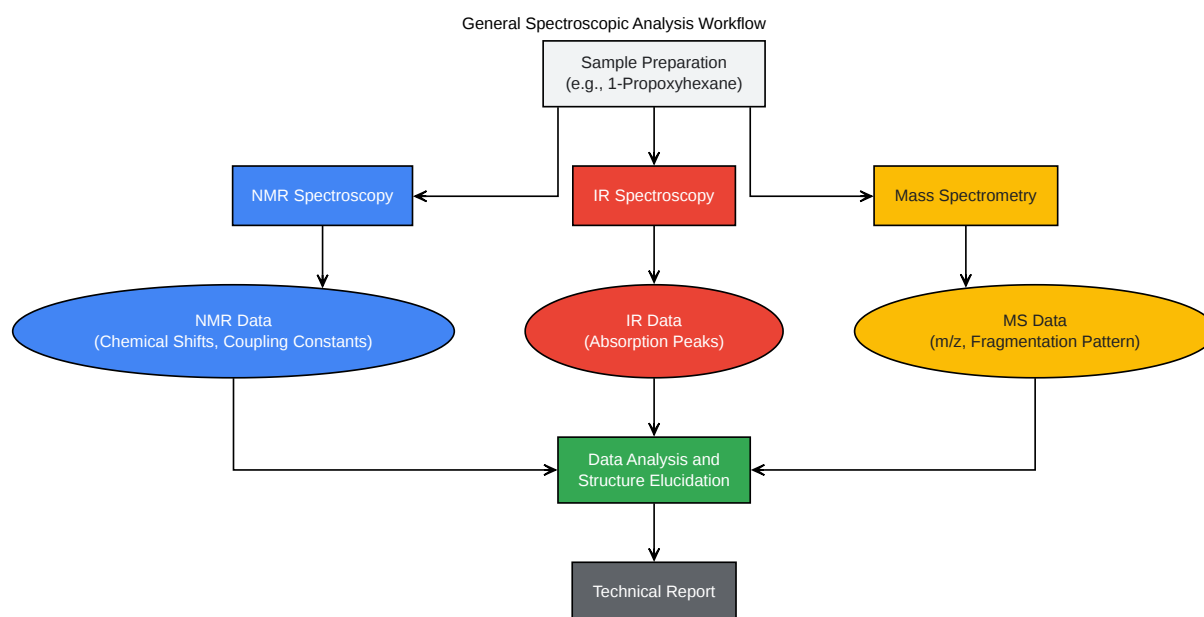 General Spectroscopic Analysis Workflow
Sample Preparation
(e.g., 1-Propoxyhexane)
NMR Spectroscopy
IR Spectroscopy
Mass Spectrometry
NMR Data
(Chemical Shifts, Coupling Constants)
IR Data
(Absorption Peaks)
MS Data
(m/z, Fragmentation Pattern)
Data Analysis and
Structure Elucidation
Technical Report